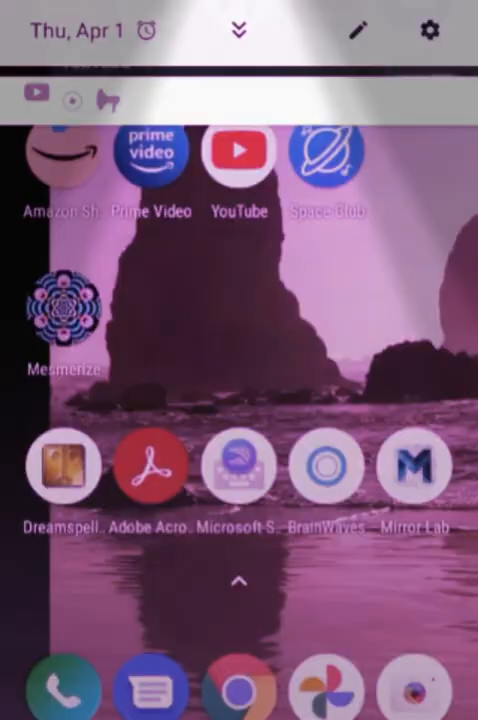 Thu, Apr 1
prime
video
Amazon Sh. Prime Video YouTube Space Club
Mesmerize
Dreamspell.. Adobe Acro.. Microsoft S.. BrainWaves Mirror Lab